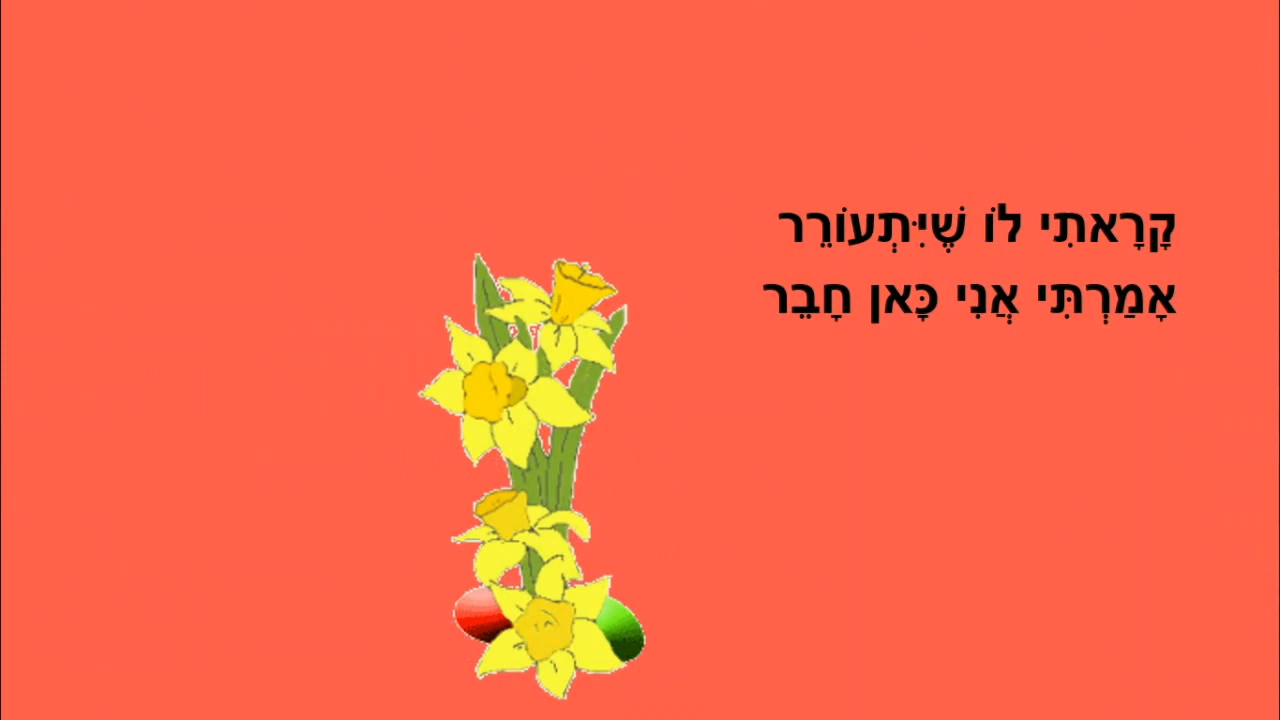 קָרָאתִי לוֹ שֶׁיִּתְעוֹרֵר
אָמַרְתִּי אֲנִי כָּאן חָבֵר